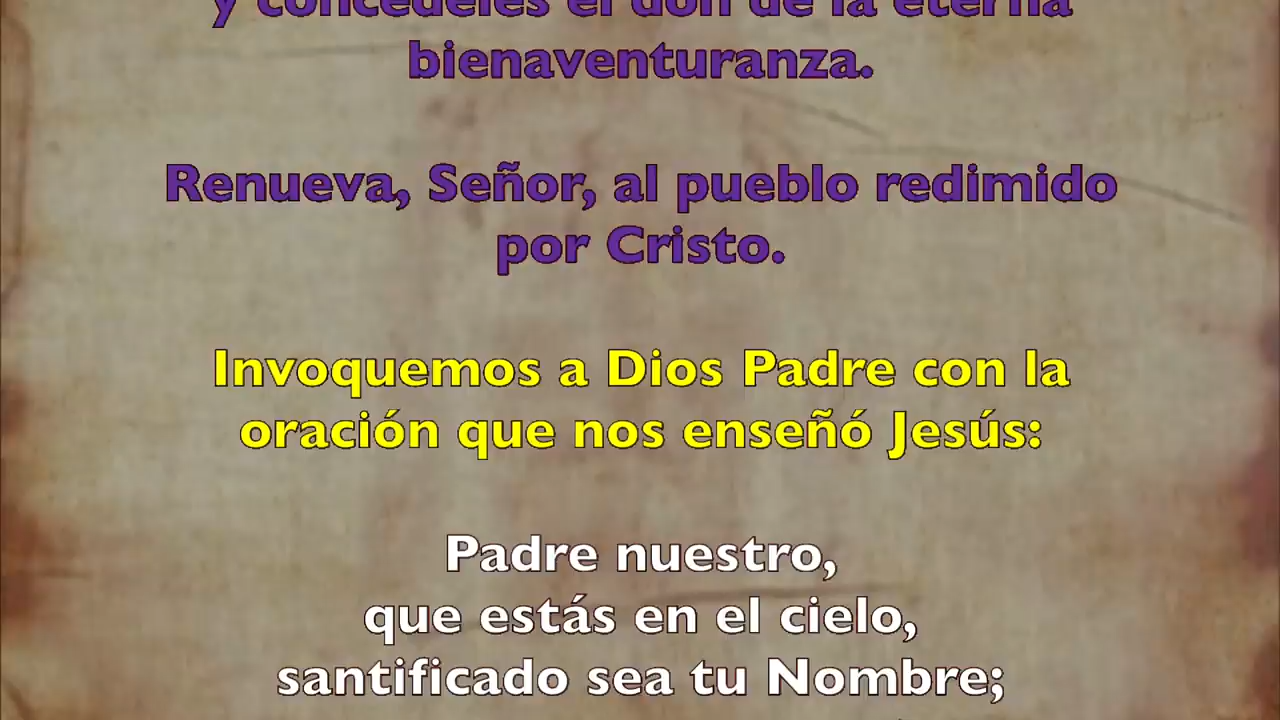 y concédeles el don de la eterna
bienaventuranza.
Renueva, Señor, al pueblo redimido
por Cristo.
Invoquemos a Dios Padre con la
oración que nos enseñó Jesús:
Padre nuestro,
que estás en el cielo,
santificado sea tu Nombre;